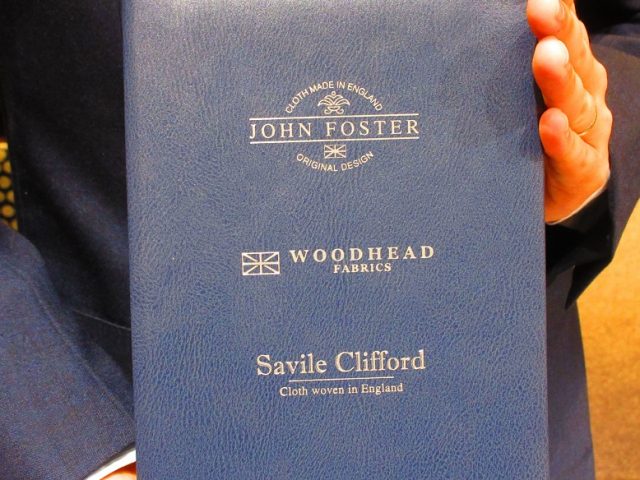 CLOTH MADE IN ENGLAND
JOHN FOSTER
ORIGINAL DESIGN
WOODHEAD
FABRICS
Savile Clifford
Cloth woven in England